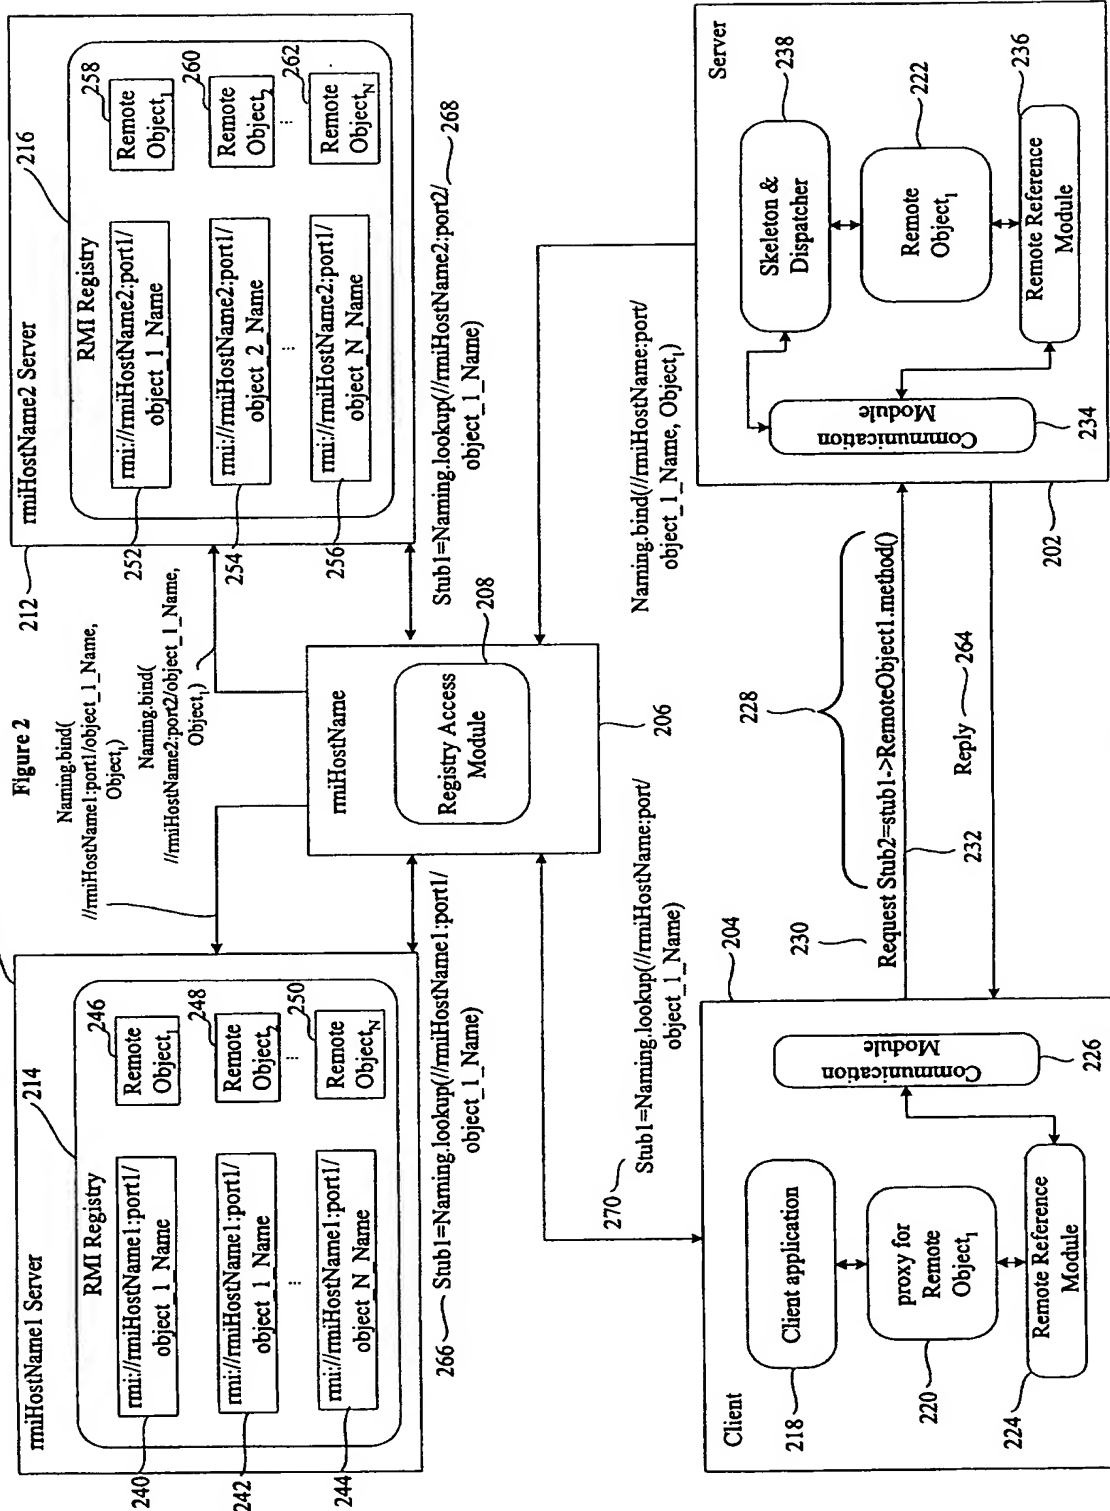 Figure 2
Naming.bind(
//rmiHostName1:port1/object_1_Name,
Object1)
Naming.bind(
//rmiHostName2:port2/object_1_Name,
Object1)
rmiHostName1 Server
214
RMI Registry
rmi://rmiHostName1:port1/
object_1_Name
240
246
Remote
Object1
rmi://rmiHostName1:port1/
object_1_Name
242
248
Remote
Object2
...
...
rmi://rmiHostName1:port1/
object_N_Name
244
250
Remote
ObjectN
212
rmiHostName2 Server
216
RMI Registry
rmi://rmiHostName2:port1/
object_1_Name
252
258
Remote
Object1
rmi://rmiHostName2:port1/
object_2_Name
254
260
Remote
Object2
...
...
rmi://rmiHostName2:port1/
object_N_Name
256
262
Remote
ObjectN
266
Stub1=Naming.lookup(//rmiHostName1:port1/
object_1_Name)
rmiHostName
Registry Access
Module
208
206
Stub1=Naming.lookup(//rmiHostName2:port2/
object_1_Name)
268
270
Stub1=Naming.lookup(//rmiHostName:port/
object_1_Name)
Naming.bind(//rmiHostName:port/
object_1_Name, Object1)
Client
204
Client application
218
proxy for
Remote
Object1
220
Remote Reference
Module
224
Communication
Module
226
228
230
Request Stub2=stub1->RemoteObject1.method()
232
Reply
264
Server
202
Communication
Module
234
Skeleton &
Dispatcher
238
Remote
Object1
222
Remote Reference
Module
236